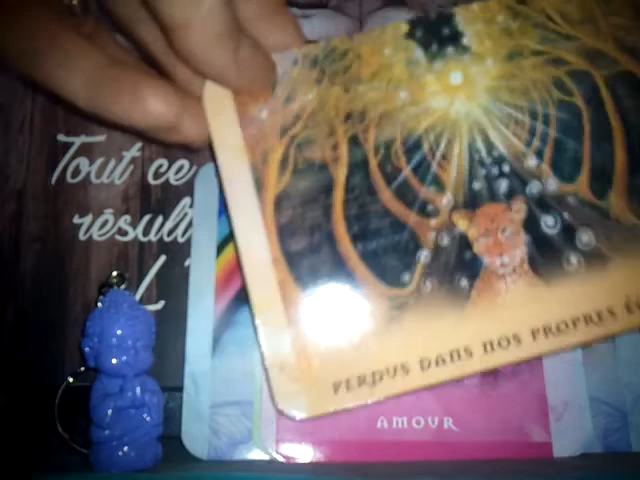 Tout ce
résult
L'
PERDUS DANS NOS PROPRES É
AMOUR